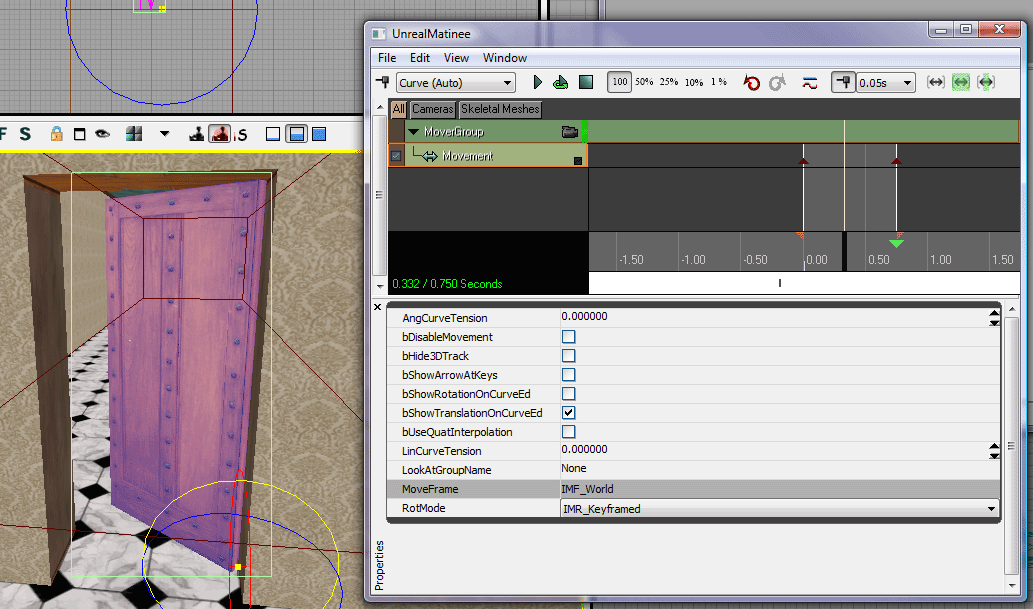 UnrealMatinee
File Edit View Window
F S S
Curve (Auto) 100 50% 25% 10% 1 % 0.05s
All Cameras Skeletal Meshes
MoverGroup
Movement
-1.50 -1.00 -0.50 0.00 0.50 1.00 1.50
0.332 / 0.750 Seconds
AngCurveTension 0.000000
bDisableMovement
bHide3DTrack
bShowArrowAtKeys
bShowRotationOnCurveEd
bShowTranslationOnCurveEd
bUseQuatInterpolation
LinCurveTension 0.000000
LookAtGroupName None
MoveFrame IMF_World
RotMode IMR_Keyframed
Properties